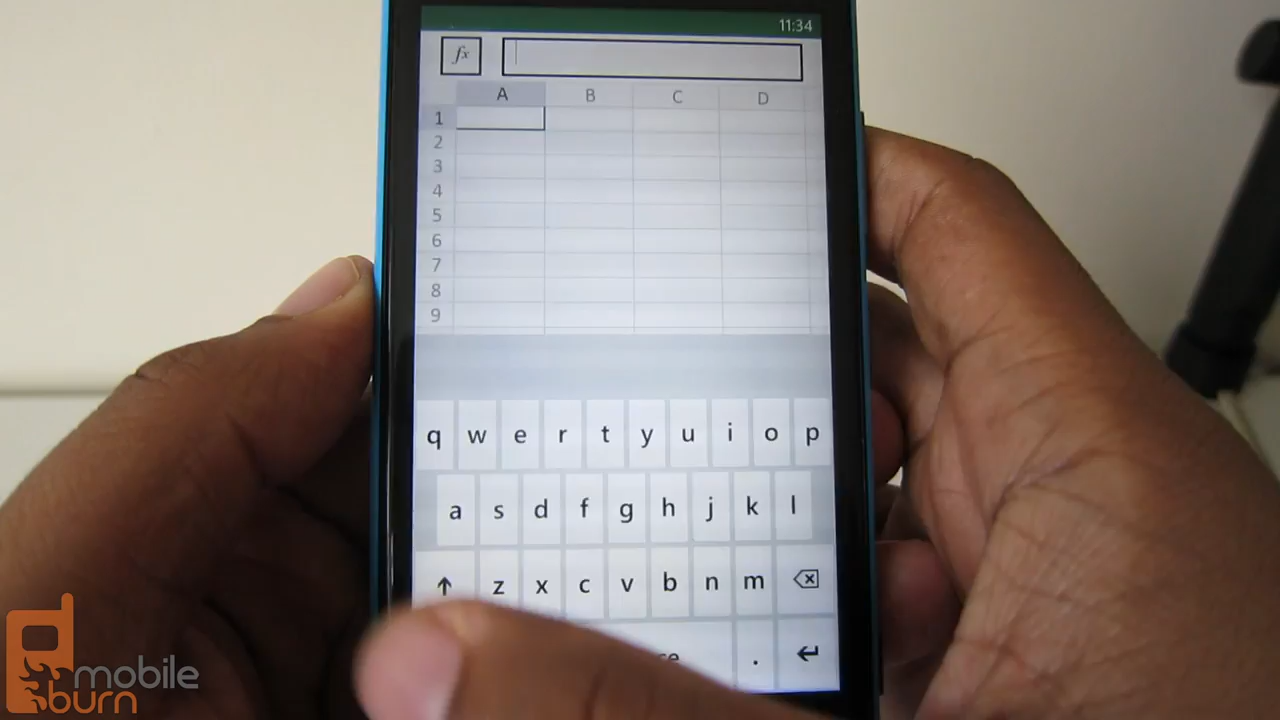 11:34
fx
A B C D
1
2
3
4
5
6
7
8
9
q w e r t y u i o p
a s d f g h j k l
z x c v b n m
.
mobile
burn